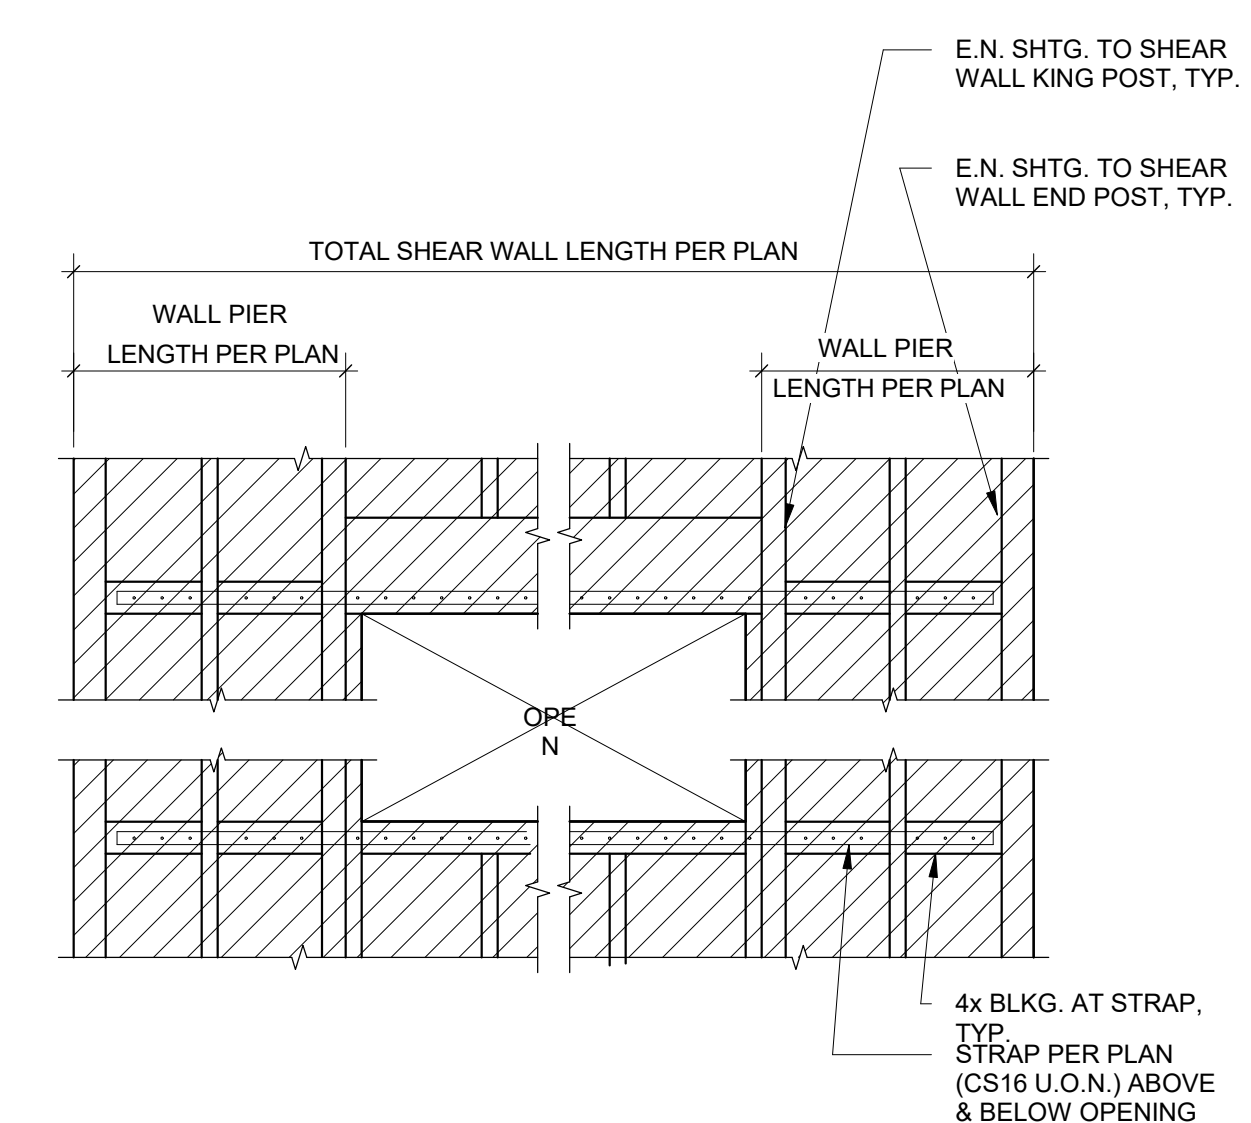 E.N. SHTG. TO SHEAR
WALL KING POST, TYP.
E.N. SHTG. TO SHEAR
WALL END POST, TYP.
TOTAL SHEAR WALL LENGTH PER PLAN
WALL PIER
LENGTH PER PLAN
WALL PIER
LENGTH PER PLAN
OPE
N
4x BLKG. AT STRAP,
TYP.
STRAP PER PLAN
(CS16 U.O.N.) ABOVE
& BELOW OPENING